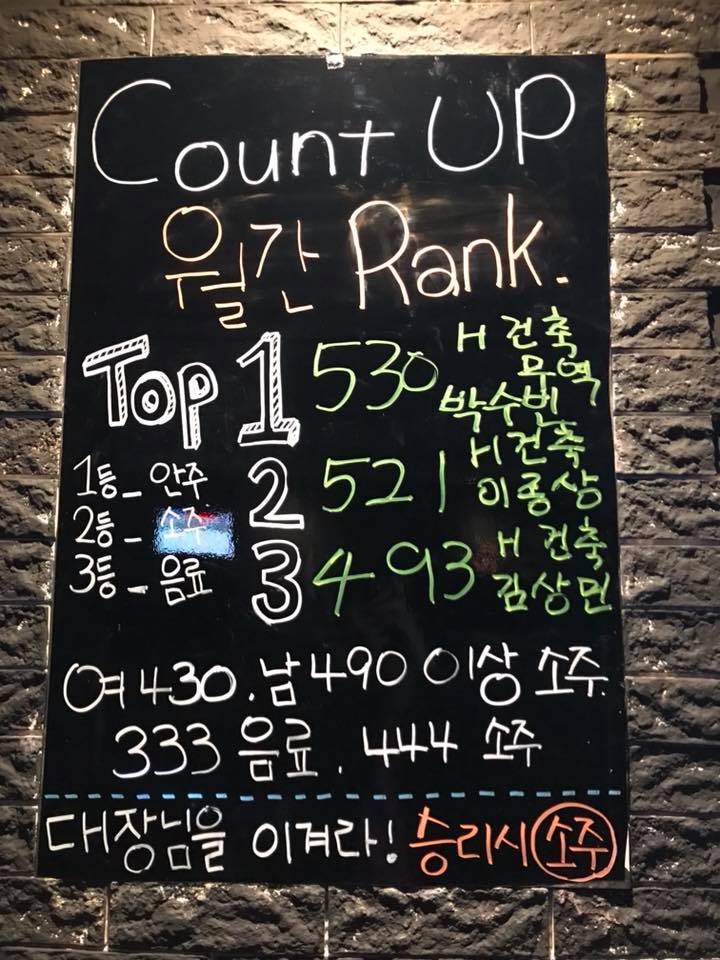 Count UP
월간 Rank.
Top 1 530 H 건축
무역
박수빈
1등 - 안주 2 521 H 건축
2등 - 소주 이종상
3등 - 음료 3 493 H 건축
김상민
여 430 . 남 490 이상 소주.
333 음료 . 444 소주
대장님을 이겨라! 승리시 소주